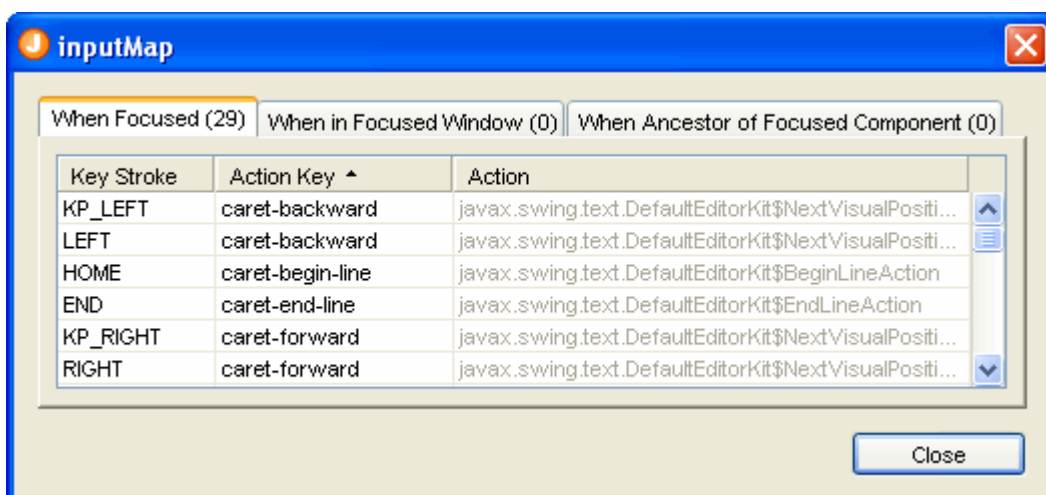 inputMap
When Focused (29) When in Focused Window (0) When Ancestor of Focused Component (0)
Key Stroke Action Key Action
KP_LEFT caret-backward javax.swing.text.DefaultEditorKit$NextVisualPositi...
LEFT caret-backward javax.swing.text.DefaultEditorKit$NextVisualPositi...
HOME caret-begin-line javax.swing.text.DefaultEditorKit$BeginLineAction
END caret-end-line javax.swing.text.DefaultEditorKit$EndLineAction
KP_RIGHT caret-forward javax.swing.text.DefaultEditorKit$NextVisualPositi...
RIGHT caret-forward javax.swing.text.DefaultEditorKit$NextVisualPositi...
Close